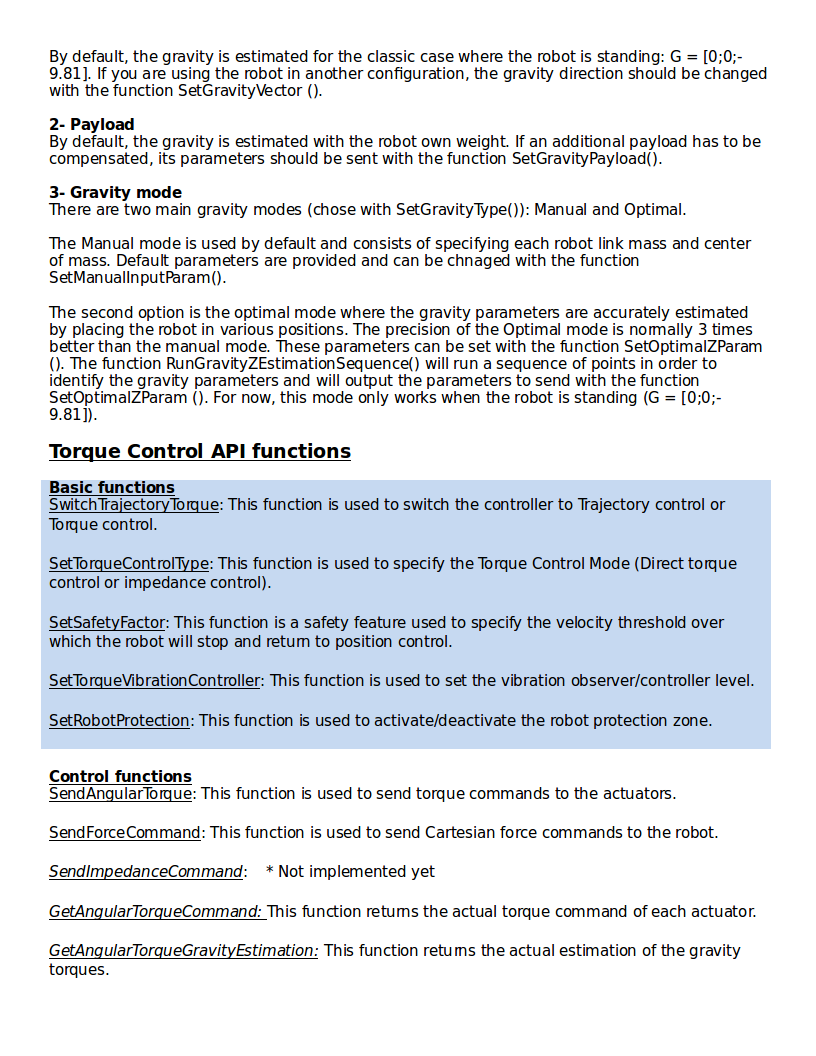 By default, the gravity is estimated for the classic case where the robot is standing: G = [0;0;-
9.81]. If you are using the robot in another configuration, the gravity direction should be changed
with the function SetGravityVector ().
2- Payload
By default, the gravity is estimated with the robot own weight. If an additional payload has to be
compensated, its parameters should be sent with the function SetGravityPayload().
3- Gravity mode
There are two main gravity modes (chose with SetGravityType()): Manual and Optimal.
The Manual mode is used by default and consists of specifying each robot link mass and center
of mass. Default parameters are provided and can be chnaged with the function
SetManualInputParam().
The second option is the optimal mode where the gravity parameters are accurately estimated
by placing the robot in various positions. The precision of the Optimal mode is normally 3 times
better than the manual mode. These parameters can be set with the function SetOptimalZParam
(). The function RunGravityZEstimationSequence() will run a sequence of points in order to
identify the gravity parameters and will output the parameters to send with the function
SetOptimalZParam (). For now, this mode only works when the robot is standing (G = [0;0;-
9.81]).
Torque Control API functions
Basic functions
SwitchTrajectoryTorque: This function is used to switch the controller to Trajectory control or
Torque control.
SetTorqueControlType: This function is used to specify the Torque Control Mode (Direct torque
control or impedance control).
SetSafetyFactor: This function is a safety feature used to specify the velocity threshold over
which the robot will stop and return to position control.
SetTorqueVibrationController: This function is used to set the vibration observer/controller level.
SetRobotProtection: This function is used to activate/deactivate the robot protection zone.
Control functions
SendAngularTorque: This function is used to send torque commands to the actuators.
SendForceCommand: This function is used to send Cartesian force commands to the robot.
SendImpedanceCommand: * Not implemented yet
GetAngularTorqueCommand: This function returns the actual torque command of each actuator.
GetAngularTorqueGravityEstimation: This function returns the actual estimation of the gravity
torques.